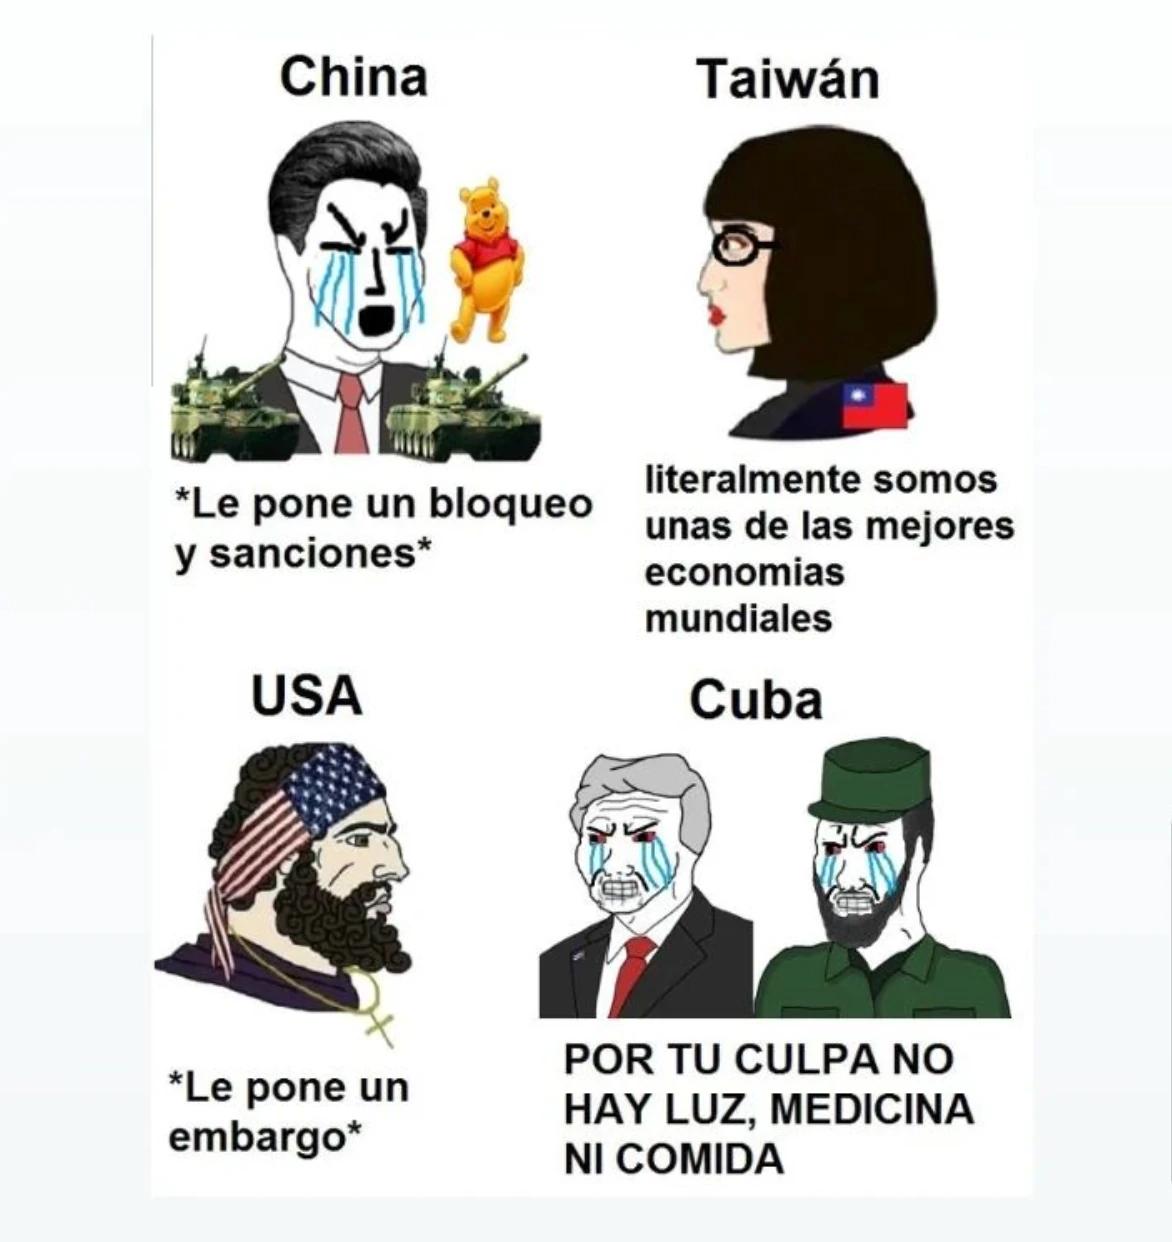 China
Taiwán
*Le pone un bloqueo
y sanciones*
literalmente somos
unas de las mejores
economias
mundiales
USA
Cuba
*Le pone un
embargo*
POR TU CULPA NO
HAY LUZ, MEDICINA
NI COMIDA